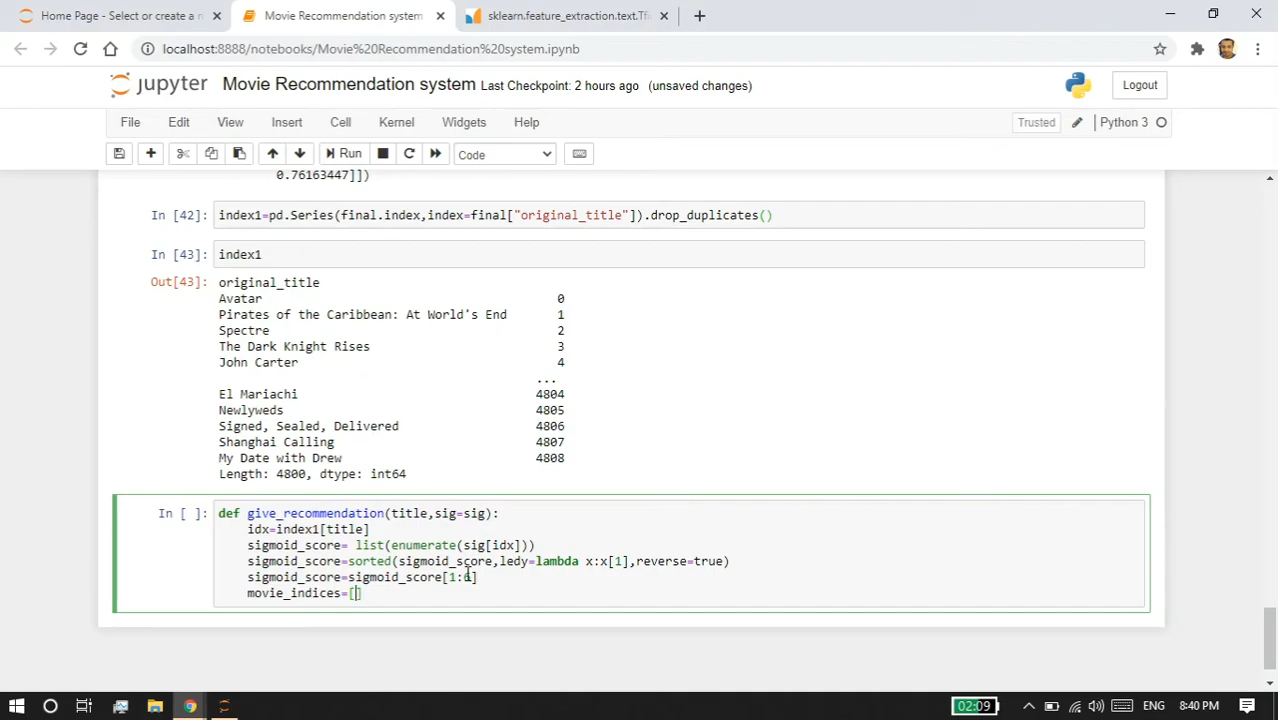 Home Page - Select or create a n
Movie Recommendation system
sklearn.feature_extraction.text.Tf
localhost:8888/notebooks/Movie%20Recommendation%20system.ipynb
jupyter Movie Recommendation system Last Checkpoint: 2 hours ago (unsaved changes)
Logout
File Edit View Insert Cell Kernel Widgets Help
Trusted
Python 3
Run
Code
0.76163447]])
In [42]: index1=pd.Series(final.index,index=final["original_title"]).drop_duplicates()
In [43]: index1
Out[43]: original_title
Avatar 0
Pirates of the Caribbean: At World's End 1
Spectre 2
The Dark Knight Rises 3
John Carter 4
...
El Mariachi 4804
Newlyweds 4805
Signed, Sealed, Delivered 4806
Shanghai Calling 4807
My Date with Drew 4808
Length: 4800, dtype: int64
In [ ]: def give_recommendation(title,sig=sig):
idx=index1[title]
sigmoid_score= list(enumerate(sig[idx]))
sigmoid_score=sorted(sigmoid_score,ledy=lambda x:x[1],reverse=true)
sigmoid_score=sigmoid_score[1:6]
movie_indices=[]
02:09
ENG
8:40 PM